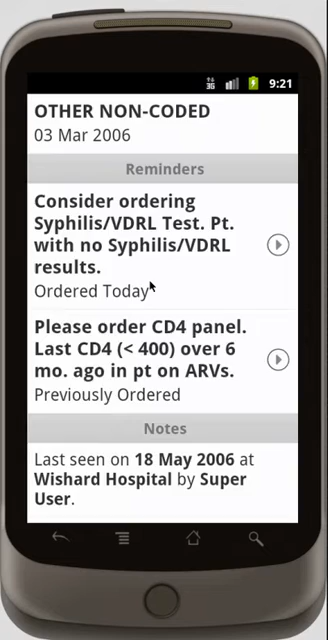 3G 9:21
OTHER NON-CODED
03 Mar 2006
Reminders
Consider ordering
Syphilis/VDRL Test. Pt.
with no Syphilis/VDRL
results.
Ordered Today
Please order CD4 panel.
Last CD4 (< 400) over 6
mo. ago in pt on ARVs.
Previously Ordered
Notes
Last seen on 18 May 2006 at
Wishard Hospital by Super
User.